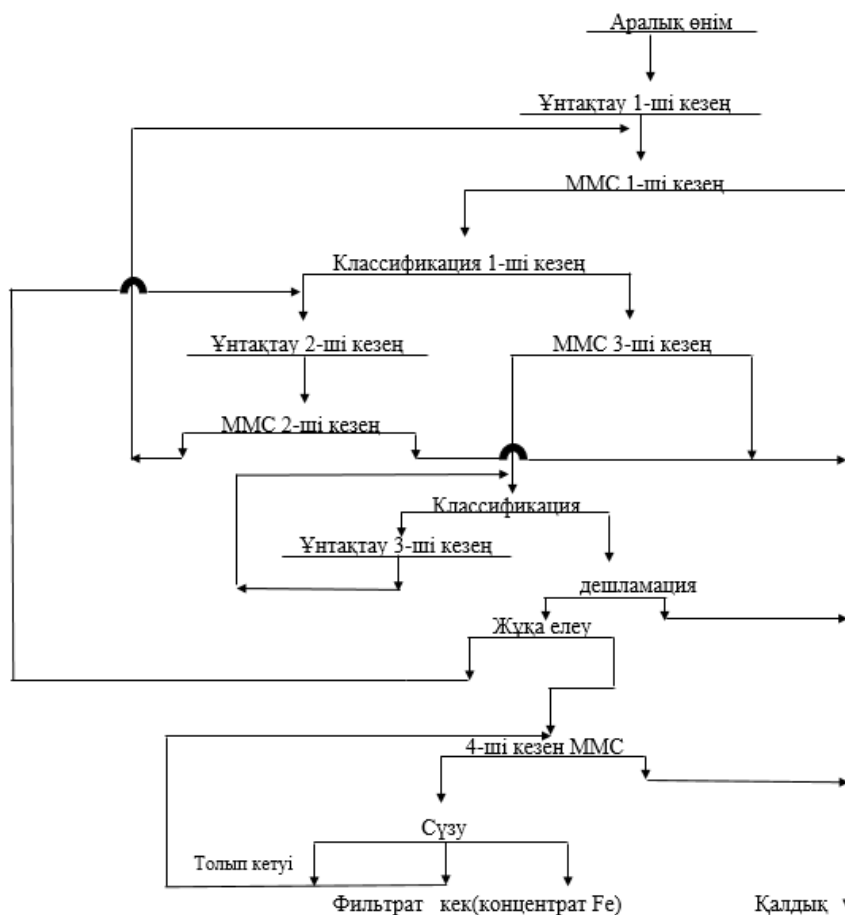 Аралық өнім
Ұнтақтау 1-ші кезең
ММС 1-ші кезең
Классификация 1-ші кезең
Ұнтақтау 2-ші кезең
ММС 3-ші кезең
ММС 2-ші кезең
Классификация
Ұнтақтау 3-ші кезең
дешламация
Жұқа елеу
4-ші кезен ММС
Сүзу
Толып кетуі
Фильтрат кек(концентрат Fe)
Қалдық